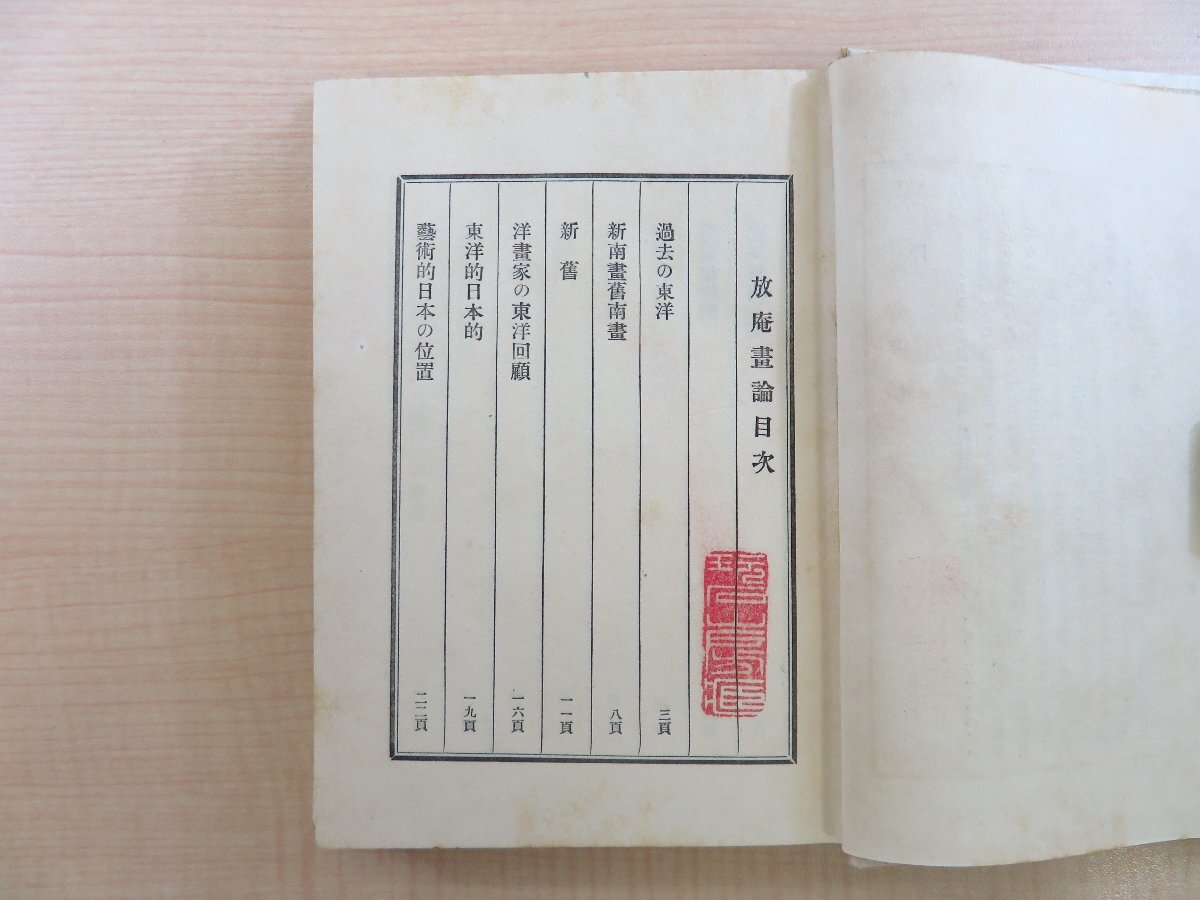 放庵畫論目次
過去の東洋 三頁
新南畫舊南畫 八頁
新舊 一一頁
洋畫家の東洋回顧 一六頁
東洋的日本的 一九頁
藝術的日本の位置 二二頁